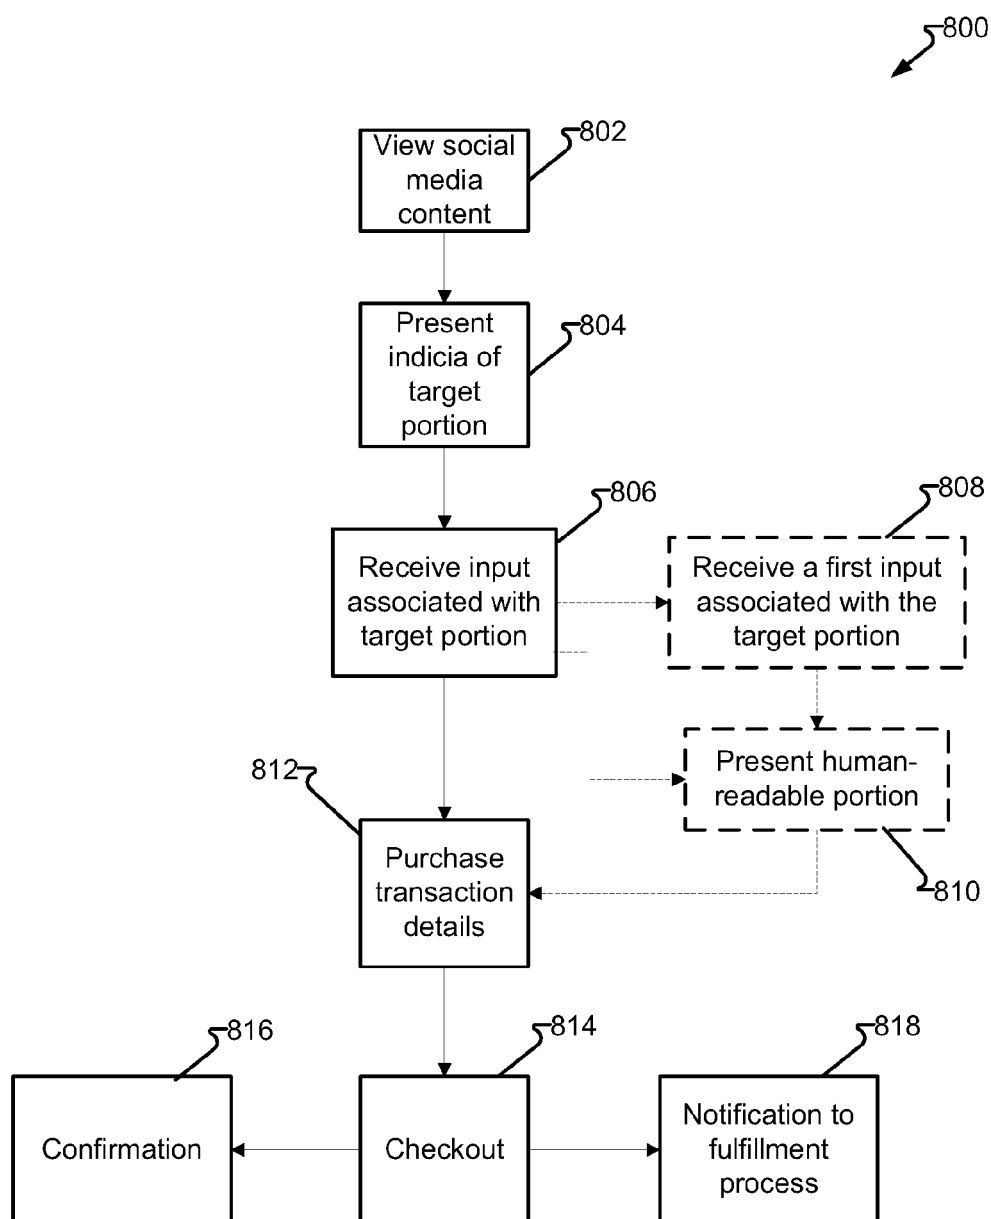 800
802
View social
media
content
804
Present
indicia of
target
portion
806
Receive input
associated with
target portion
808
Receive a first input
associated with the
target portion
Present human-
readable portion
810
812
Purchase
transaction
details
816
Confirmation
814
Checkout
818
Notification to
fulfillment
process